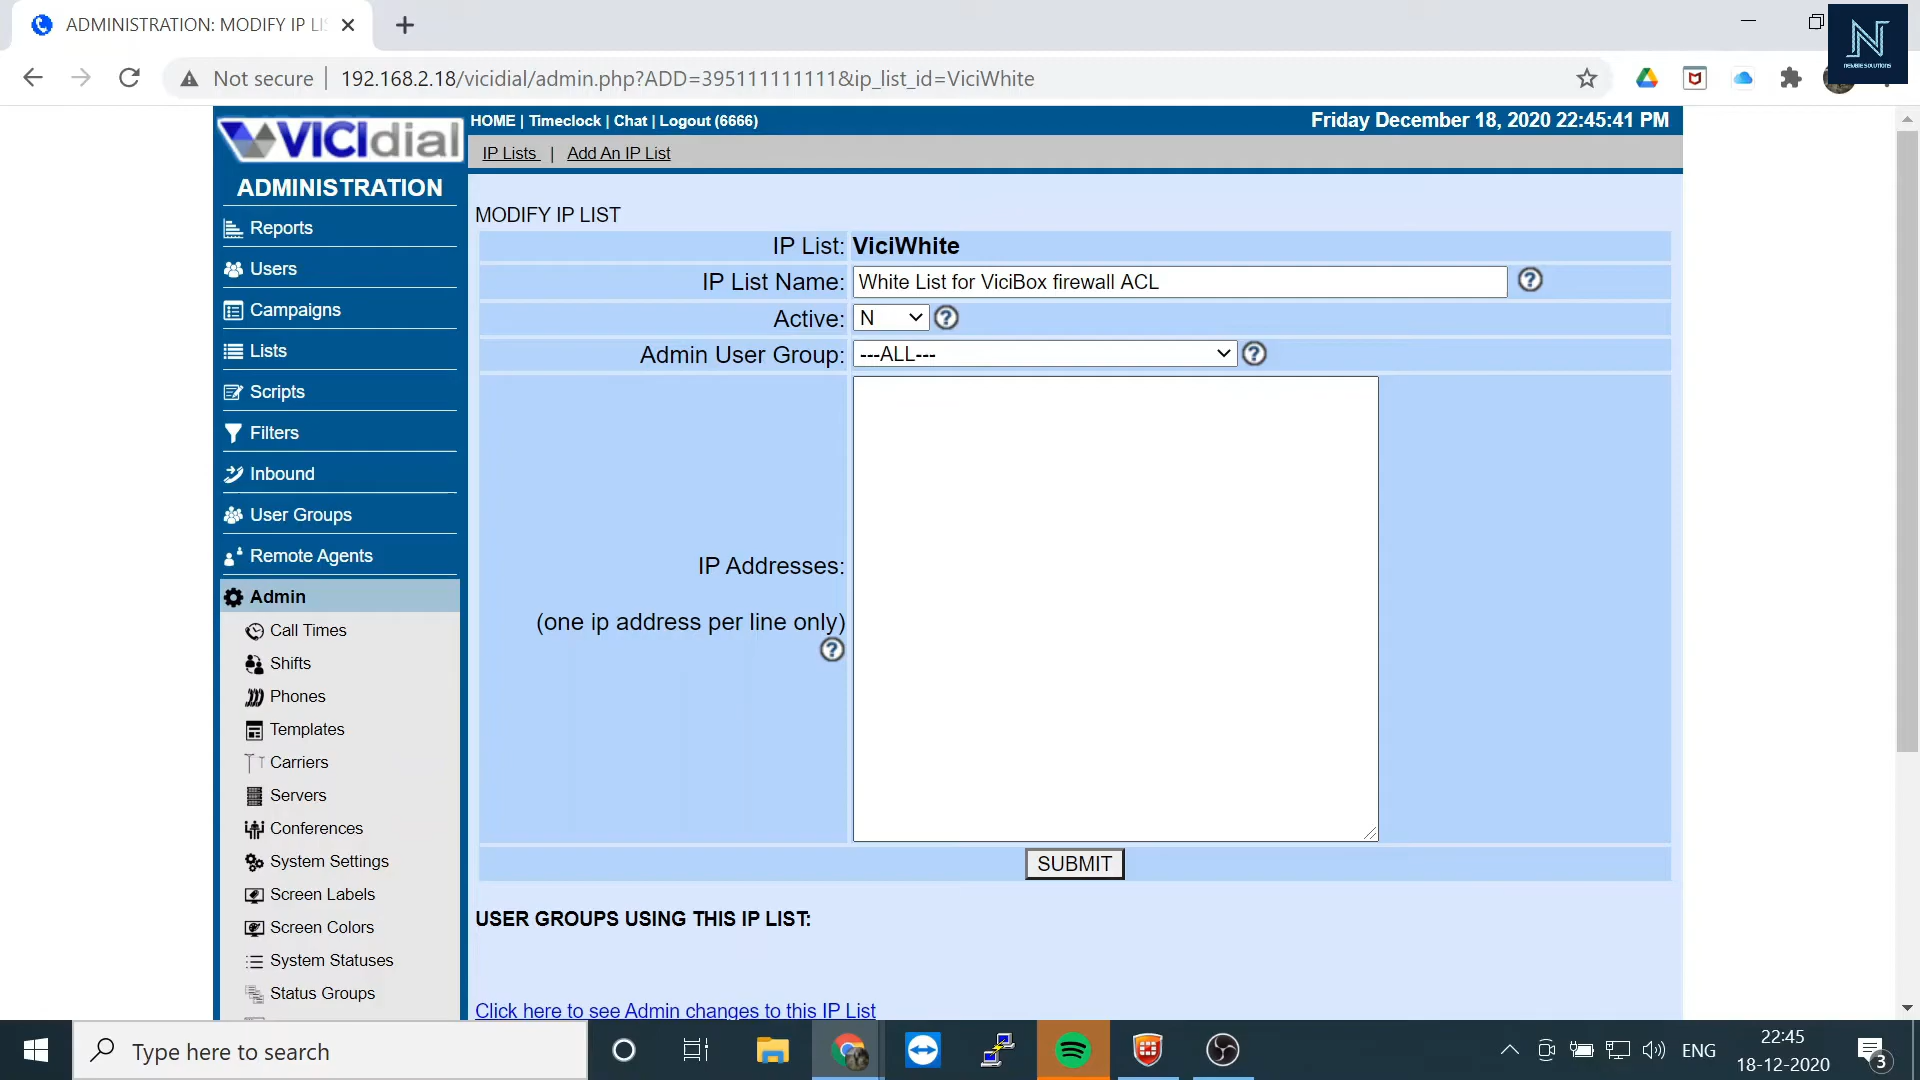 ADMINISTRATION: MODIFY IP LI
Not secure
192.168.2.18/vicidial/admin.php?ADD=395111111111&ip_list_id=ViciWhite
NEWBIE SOLUTIONS
VICIdial
HOME | Timeclock | Chat | Logout (6666)
Friday December 18, 2020 22:45:41 PM
IP Lists | Add An IP List
ADMINISTRATION
Reports
Users
Campaigns
Lists
Scripts
Filters
Inbound
User Groups
Remote Agents
Admin
Call Times
Shifts
Phones
Templates
Carriers
Servers
Conferences
System Settings
Screen Labels
Screen Colors
System Statuses
Status Groups
MODIFY IP LIST
IP List: ViciWhite
IP List Name: White List for ViciBox firewall ACL
Active: N
Admin User Group: ---ALL---
IP Addresses:
(one ip address per line only)
SUBMIT
USER GROUPS USING THIS IP LIST:
Click here to see Admin changes to this IP List
Type here to search
ENG
22:45
18-12-2020
3